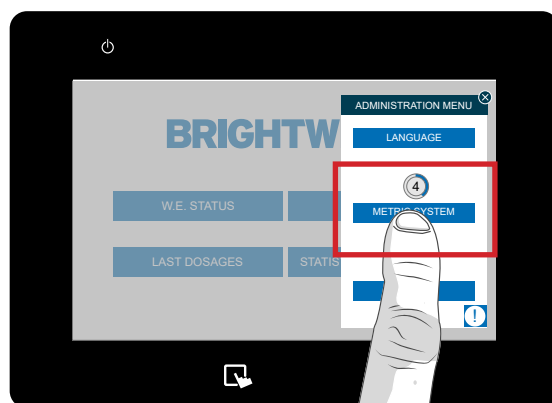 ADMINISTRATION MENU
BRIGHTW
LANGUAGE
4
W.E. STATUS
METRIC SYSTEM
LAST DOSAGES
STATIS
!